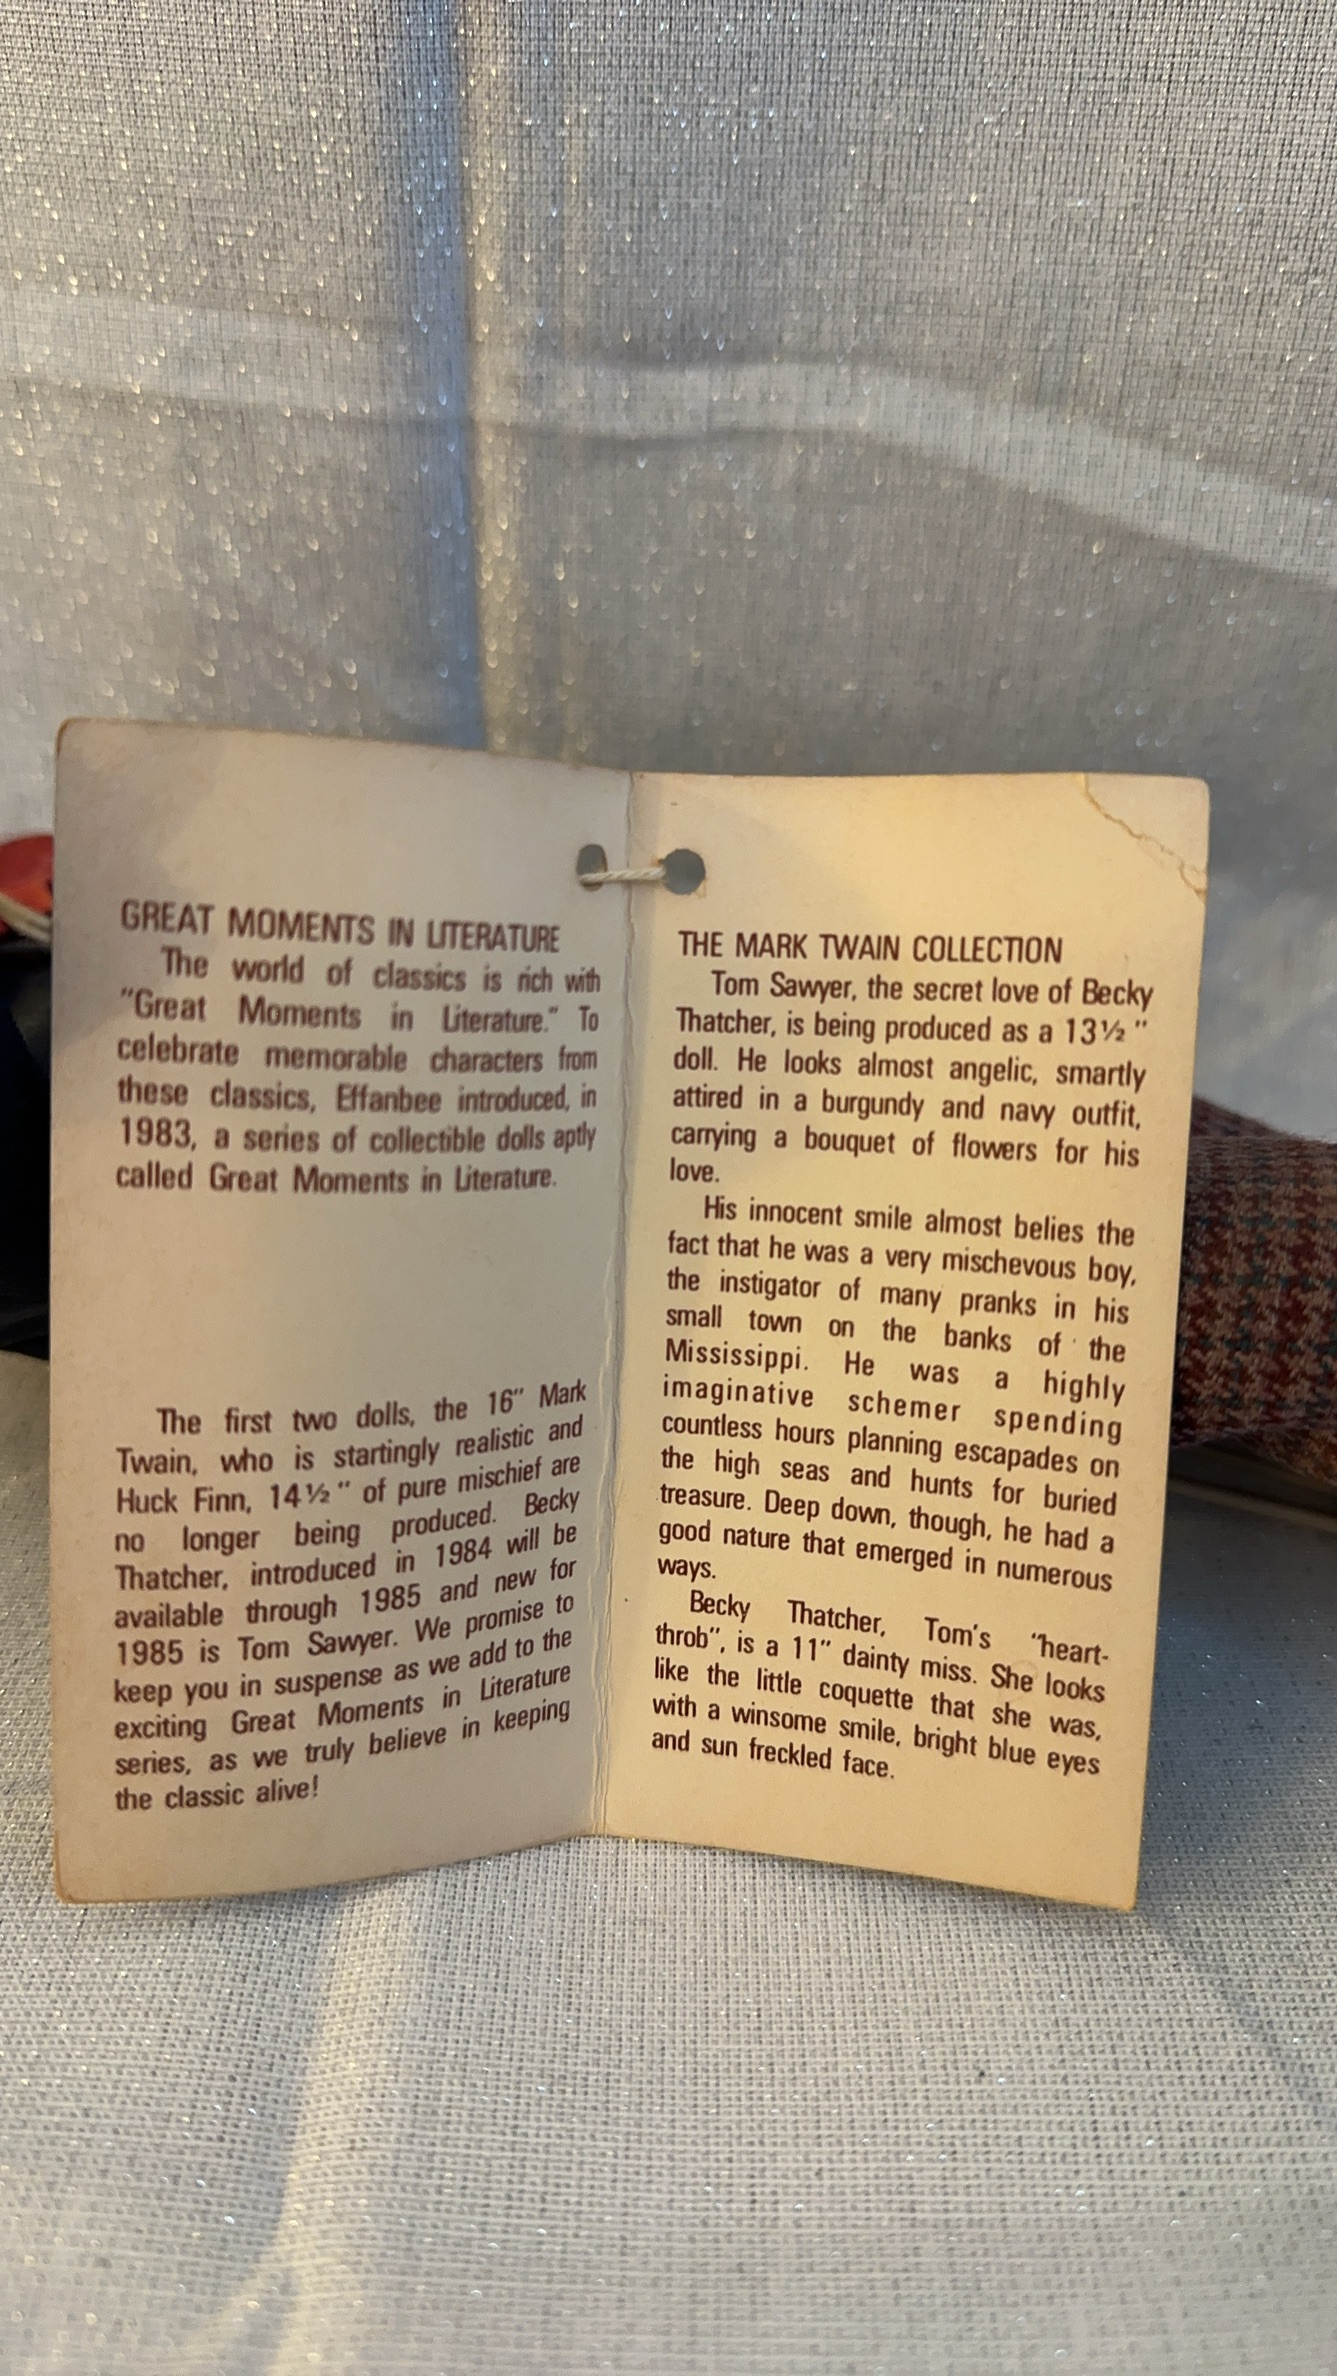 GREAT MOMENTS IN LITERATURE
The world of classics is rich with
"Great Moments in Literature." To
celebrate memorable characters from
these classics, Effanbee introduced, in
1983, a series of collectible dolls aptly
called Great Moments in Literature.
The first two dolls, the 16" Mark
Twain, who is startingly realistic and
Huck Finn, 14½" of pure mischief are
no longer being produced. Becky
Thatcher, introduced in 1984 will be
available through 1985 and new for
1985 is Tom Sawyer. We promise to
keep you in suspense as we add to the
exciting Great Moments in Literature
series, as we truly believe in keeping
the classic alive!
THE MARK TWAIN COLLECTION
Tom Sawyer, the secret love of Becky
Thatcher, is being produced as a 13½"
doll. He looks almost angelic, smartly
attired in a burgundy and navy outfit,
carrying a bouquet of flowers for his
love.
His innocent smile almost belies the
fact that he was a very mischevous boy,
the instigator of many pranks in his
small town on the banks of the
Mississippi. He was a highly
imaginative schemer spending
countless hours planning escapades on
the high seas and hunts for buried
treasure. Deep down, though, he had a
good nature that emerged in numerous
ways.
Becky Thatcher, Tom's "heart-
throb", is a 11" dainty miss. She looks
like the little coquette that she was,
with a winsome smile, bright blue eyes
and sun freckled face.